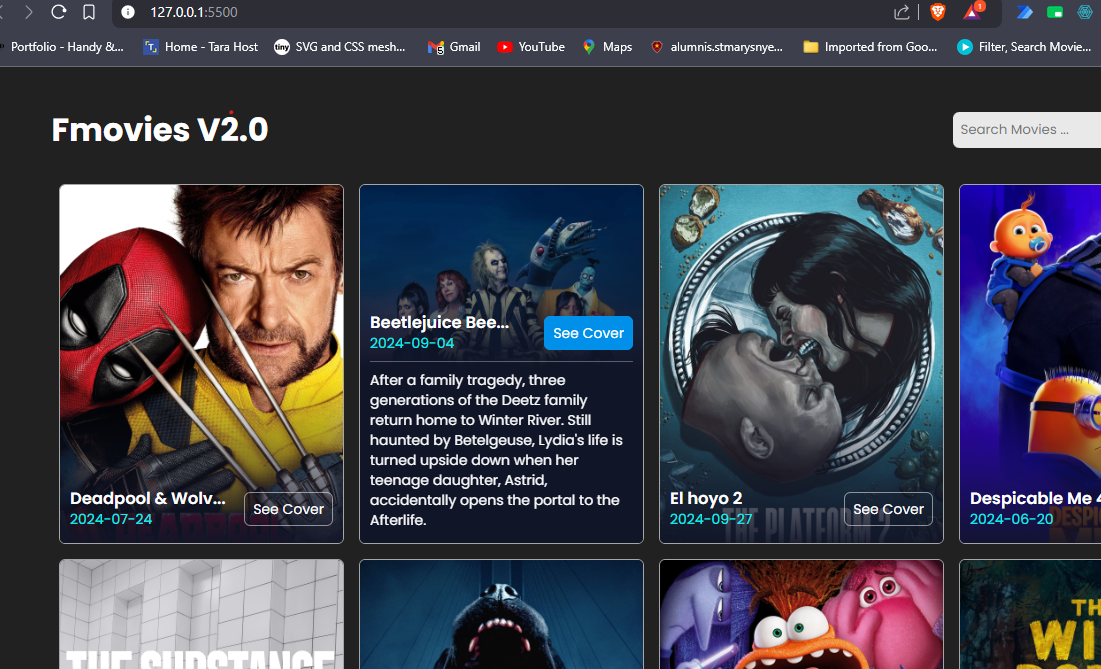 127.0.0.1:5500
1
Portfolio - Handy &...
Home - Tara Host
tiny
SVG and CSS mesh...
Gmail
YouTube
Maps
alumnis.stmarysnye...
Imported from Goo...
Filter, Search Movie...
Fmovies V2.0
Search Movies ...
Deadpool & Wolv...
2024-07-24
See Cover
Beetlejuice Bee...
2024-09-04
See Cover
After a family tragedy, three
generations of the Deetz family
return home to Winter River. Still
haunted by Betelgeuse, Lydia's life is
turned upside down when her
teenage daughter, Astrid,
accidentally opens the portal to the
Afterlife.
El hoyo 2
2024-09-27
See Cover
THE PLATFORM 2
Despicable Me 4
2024-06-20
THE SUBSTANCE
TH
WI